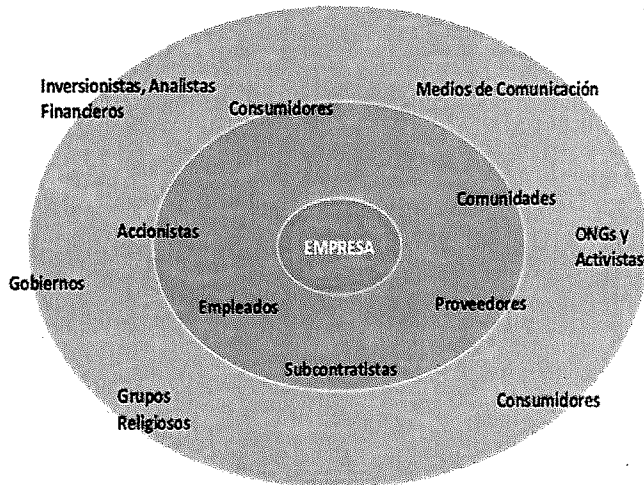 Inversionistas, Analistas
Financieros
Consumidores
Medios de Comunicación
Comunidades
Accionistas
EMPRESA
ONGs y
Activistas
Gobiernos
Empleados
Proveedores
Subcontratistas
Grupos
Religiosos
Consumidores